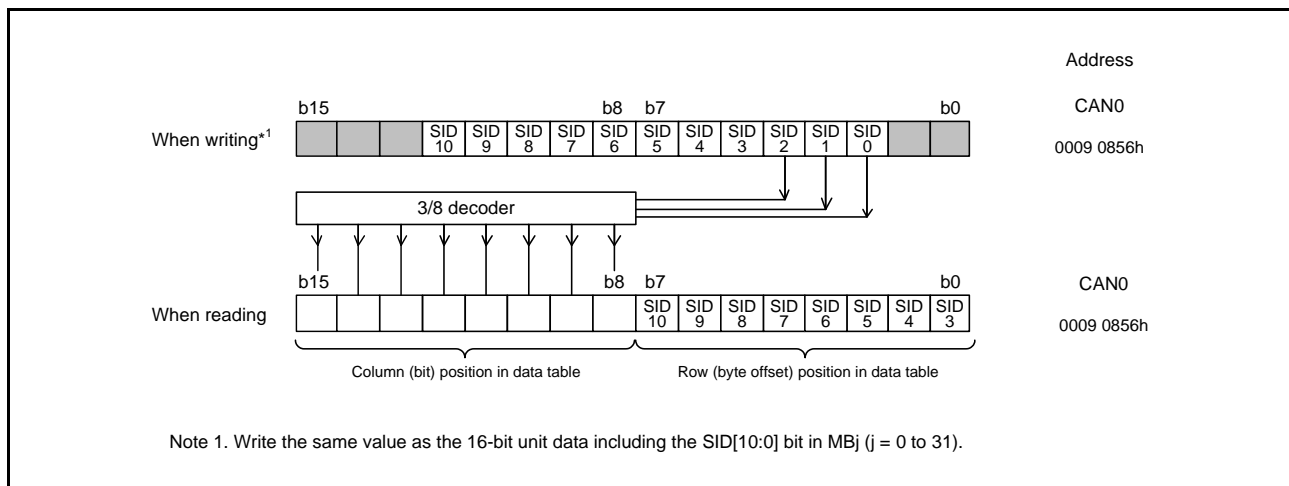 Address
b15 b8 b7 b0 CAN0
When writing*1 SID 10 SID 9 SID 8 SID 7 SID 6 SID 5 SID 4 SID 3 SID 2 SID 1 SID 0 0009 0856h
3/8 decoder
b15 b8 b7 b0 CAN0
When reading SID 10 SID 9 SID 8 SID 7 SID 6 SID 5 SID 4 SID 3 0009 0856h
Column (bit) position in data table Row (byte offset) position in data table
Note 1. Write the same value as the 16-bit unit data including the SID[10:0] bit in MBj (j = 0 to 31).